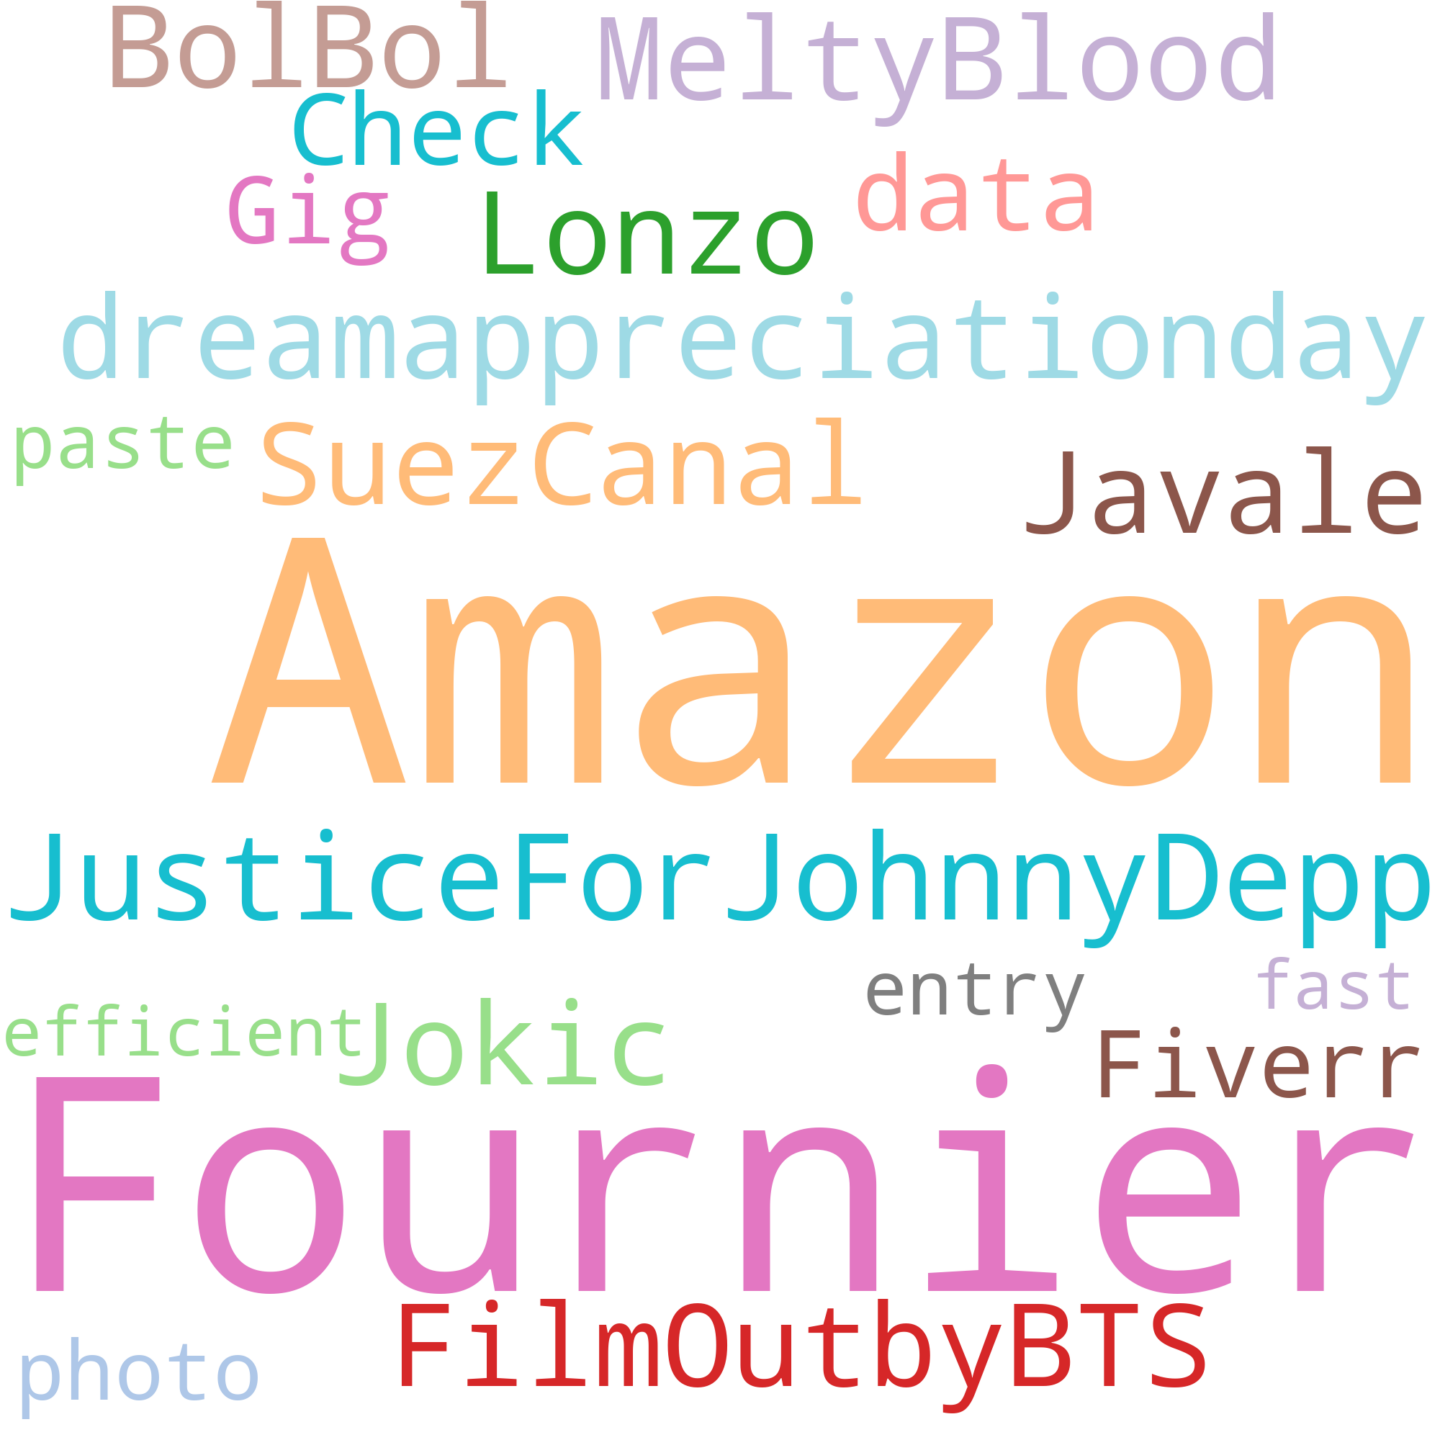 BolBol MeltyBlood
Check
Gig Lonzo data
dreamappreciationday
paste SuezCanal Javale
Amazon
JusticeForJohnnyDepp
entry fast
efficient Jokic Fiverr
Fournier
FilmOutbyBTS
photo